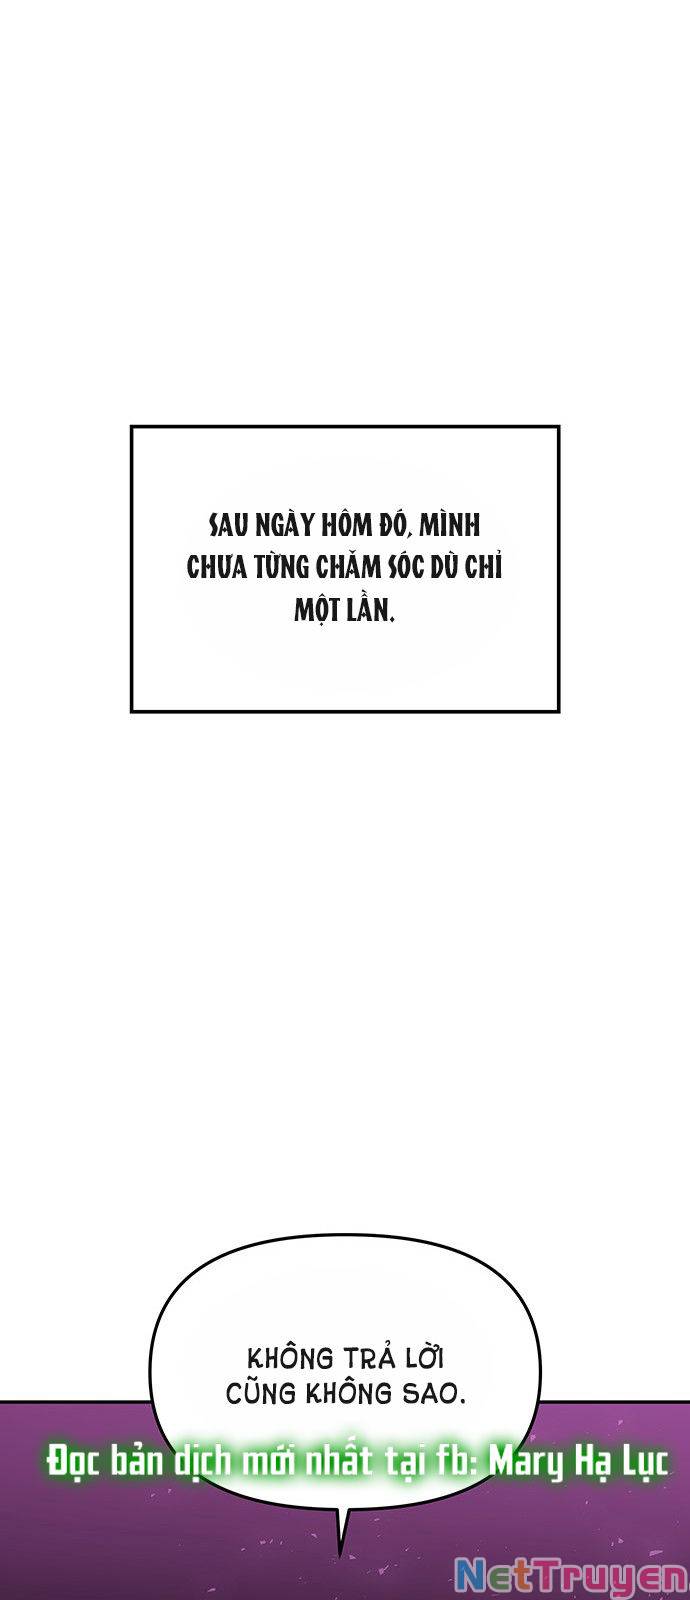 SAU NGÀY HÔM ĐÓ, MÌNH
CHƯA TỪNG CHĂM SÓC DÙ CHỈ
MỘT LẦN.
KHÔNG TRẢ LỜI
CŨNG KHÔNG SAO.
Đọc bản dịch mới nhất tại fb: Mary Hạ Lục
NetTruyen